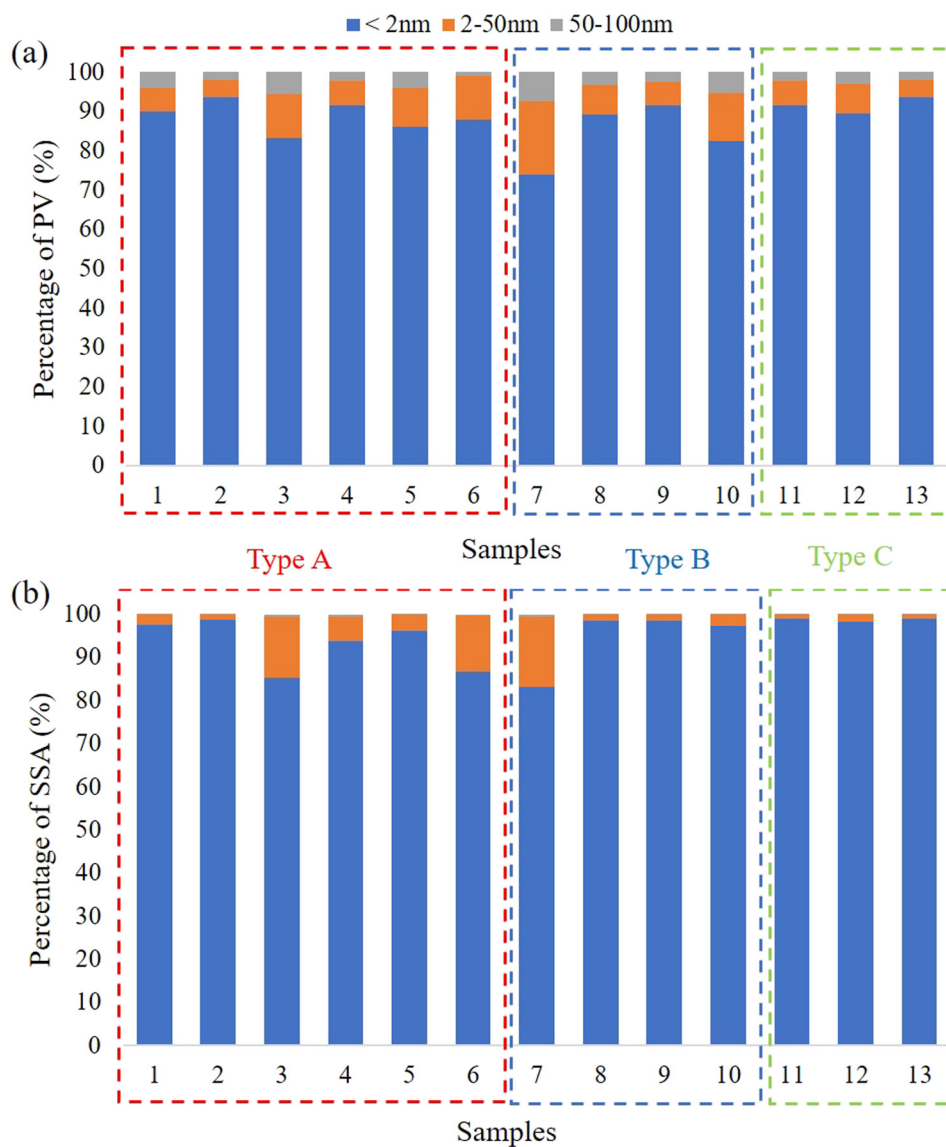 < 2nm 2-50nm 50-100nm
(a)
Percentage of PV (%)
100
90
80
70
60
50
40
30
20
10
0
1 2 3 4 5 6 7 8 9 10 11 12 13
Samples
Type A Type B Type C
(b)
Percentage of SSA (%)
100
90
80
70
60
50
40
30
20
10
0
1 2 3 4 5 6 7 8 9 10 11 12 13
Samples